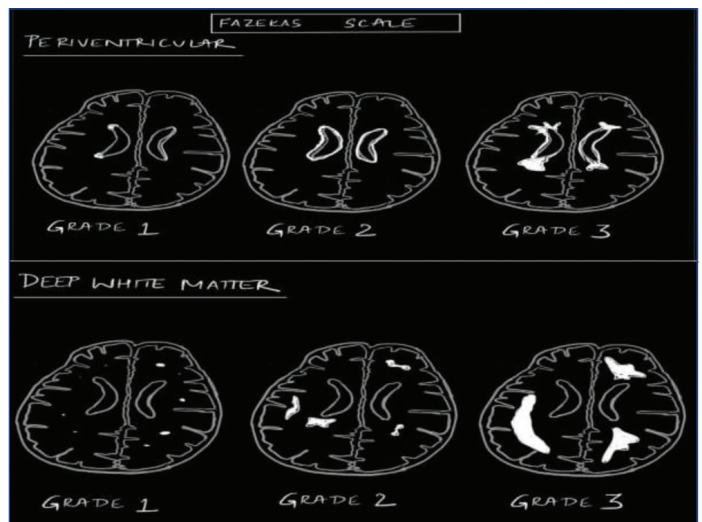 FAZEKAS SCALE
PERIVENTRICULAR
GRADE 1
GRADE 2
GRADE 3
DEEP WHITE MATTER
GRADE 1
GRADE 2
GRADE 3